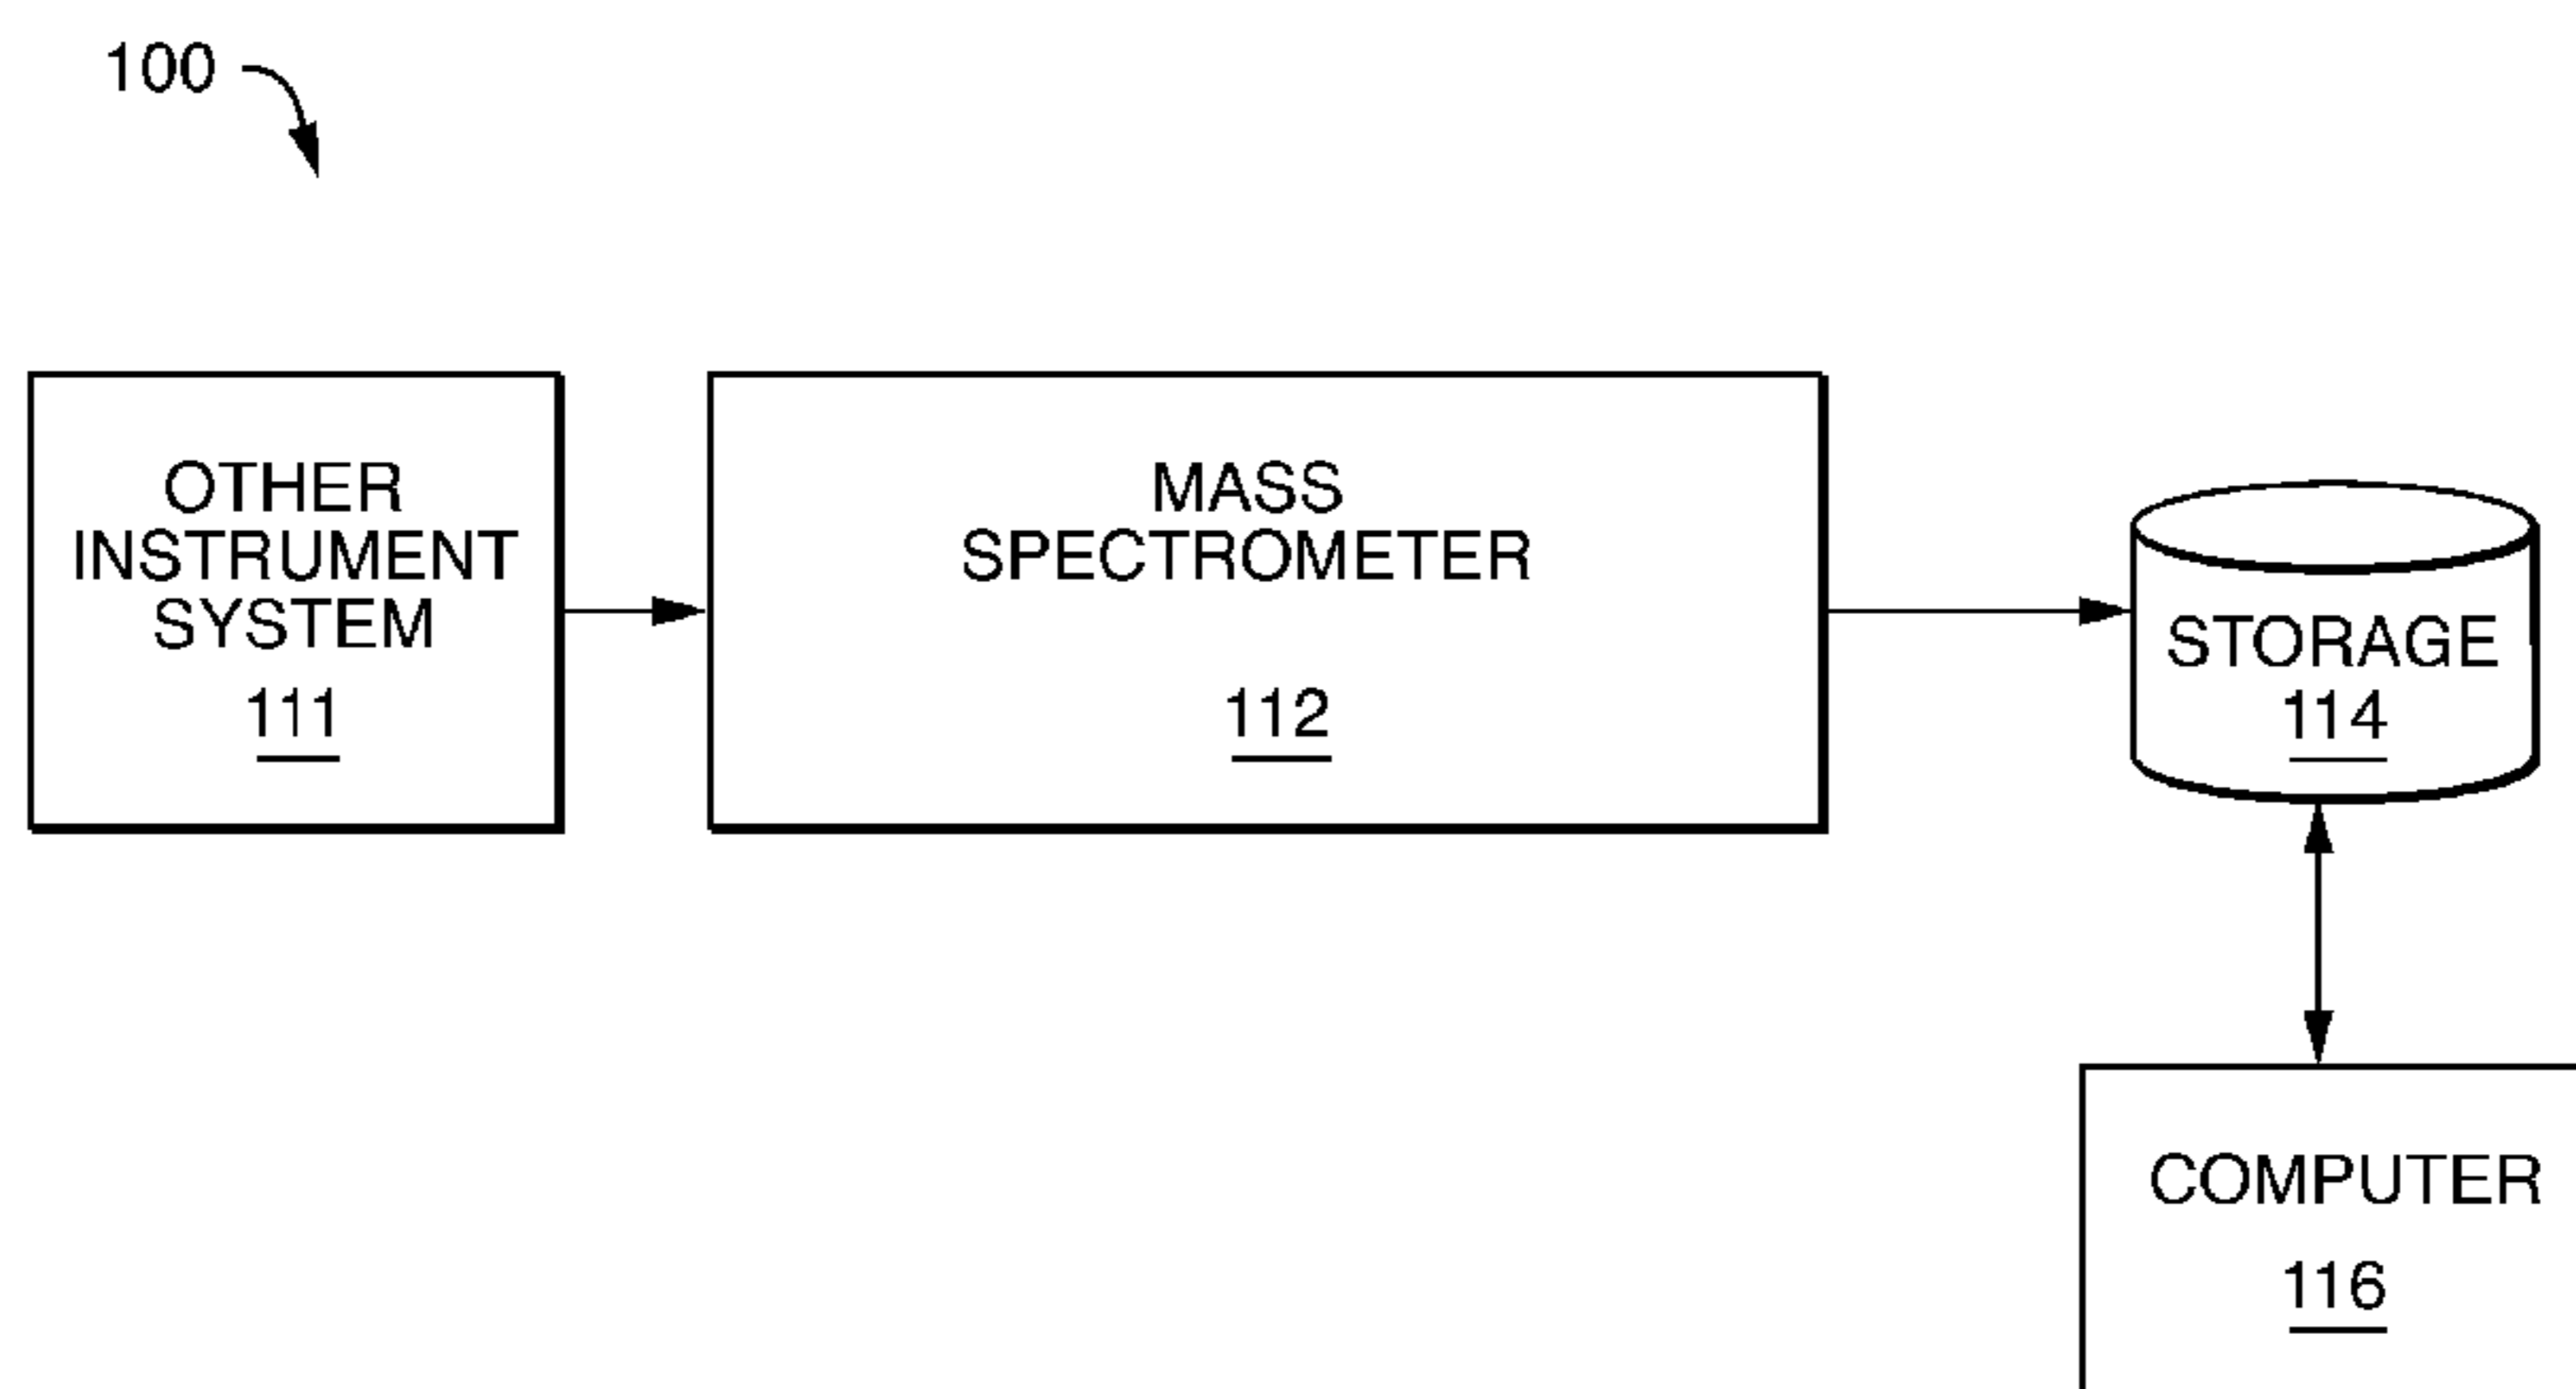 100
OTHER
INSTRUMENT
SYSTEM
111
MASS
SPECTROMETER
112
STORAGE
114
COMPUTER
116